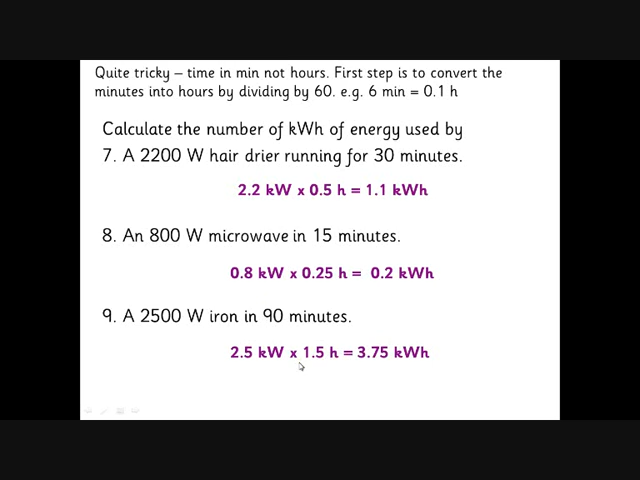 Quite tricky – time in min not hours. First step is to convert the
minutes into hours by dividing by 60. e.g. 6 min = 0.1 h
Calculate the number of kWh of energy used by
7. A 2200 W hair drier running for 30 minutes.
2.2 kW x 0.5 h = 1.1 kWh
8. An 800 W microwave in 15 minutes.
0.8 kW x 0.25 h = 0.2 kWh
9. A 2500 W iron in 90 minutes.
2.5 kW x 1.5 h = 3.75 kWh